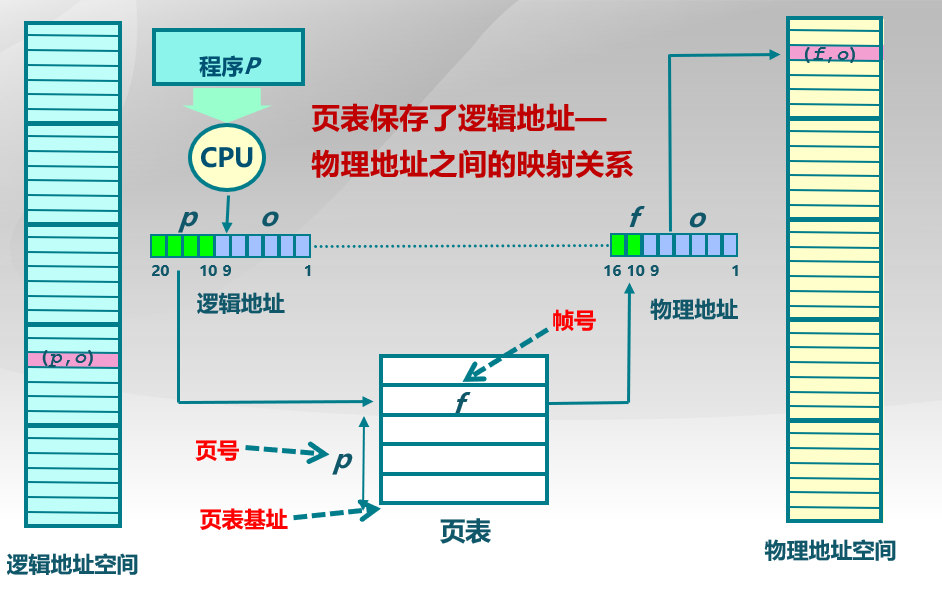 程序P
CPU
页表保存了逻辑地址—
物理地址之间的映射关系
(f,o)
p o
f o
20 10 9 1
16 10 9 1
逻辑地址
物理地址
帧号
(p,o)
f
页号
p
页表基址
页表
逻辑地址空间
物理地址空间